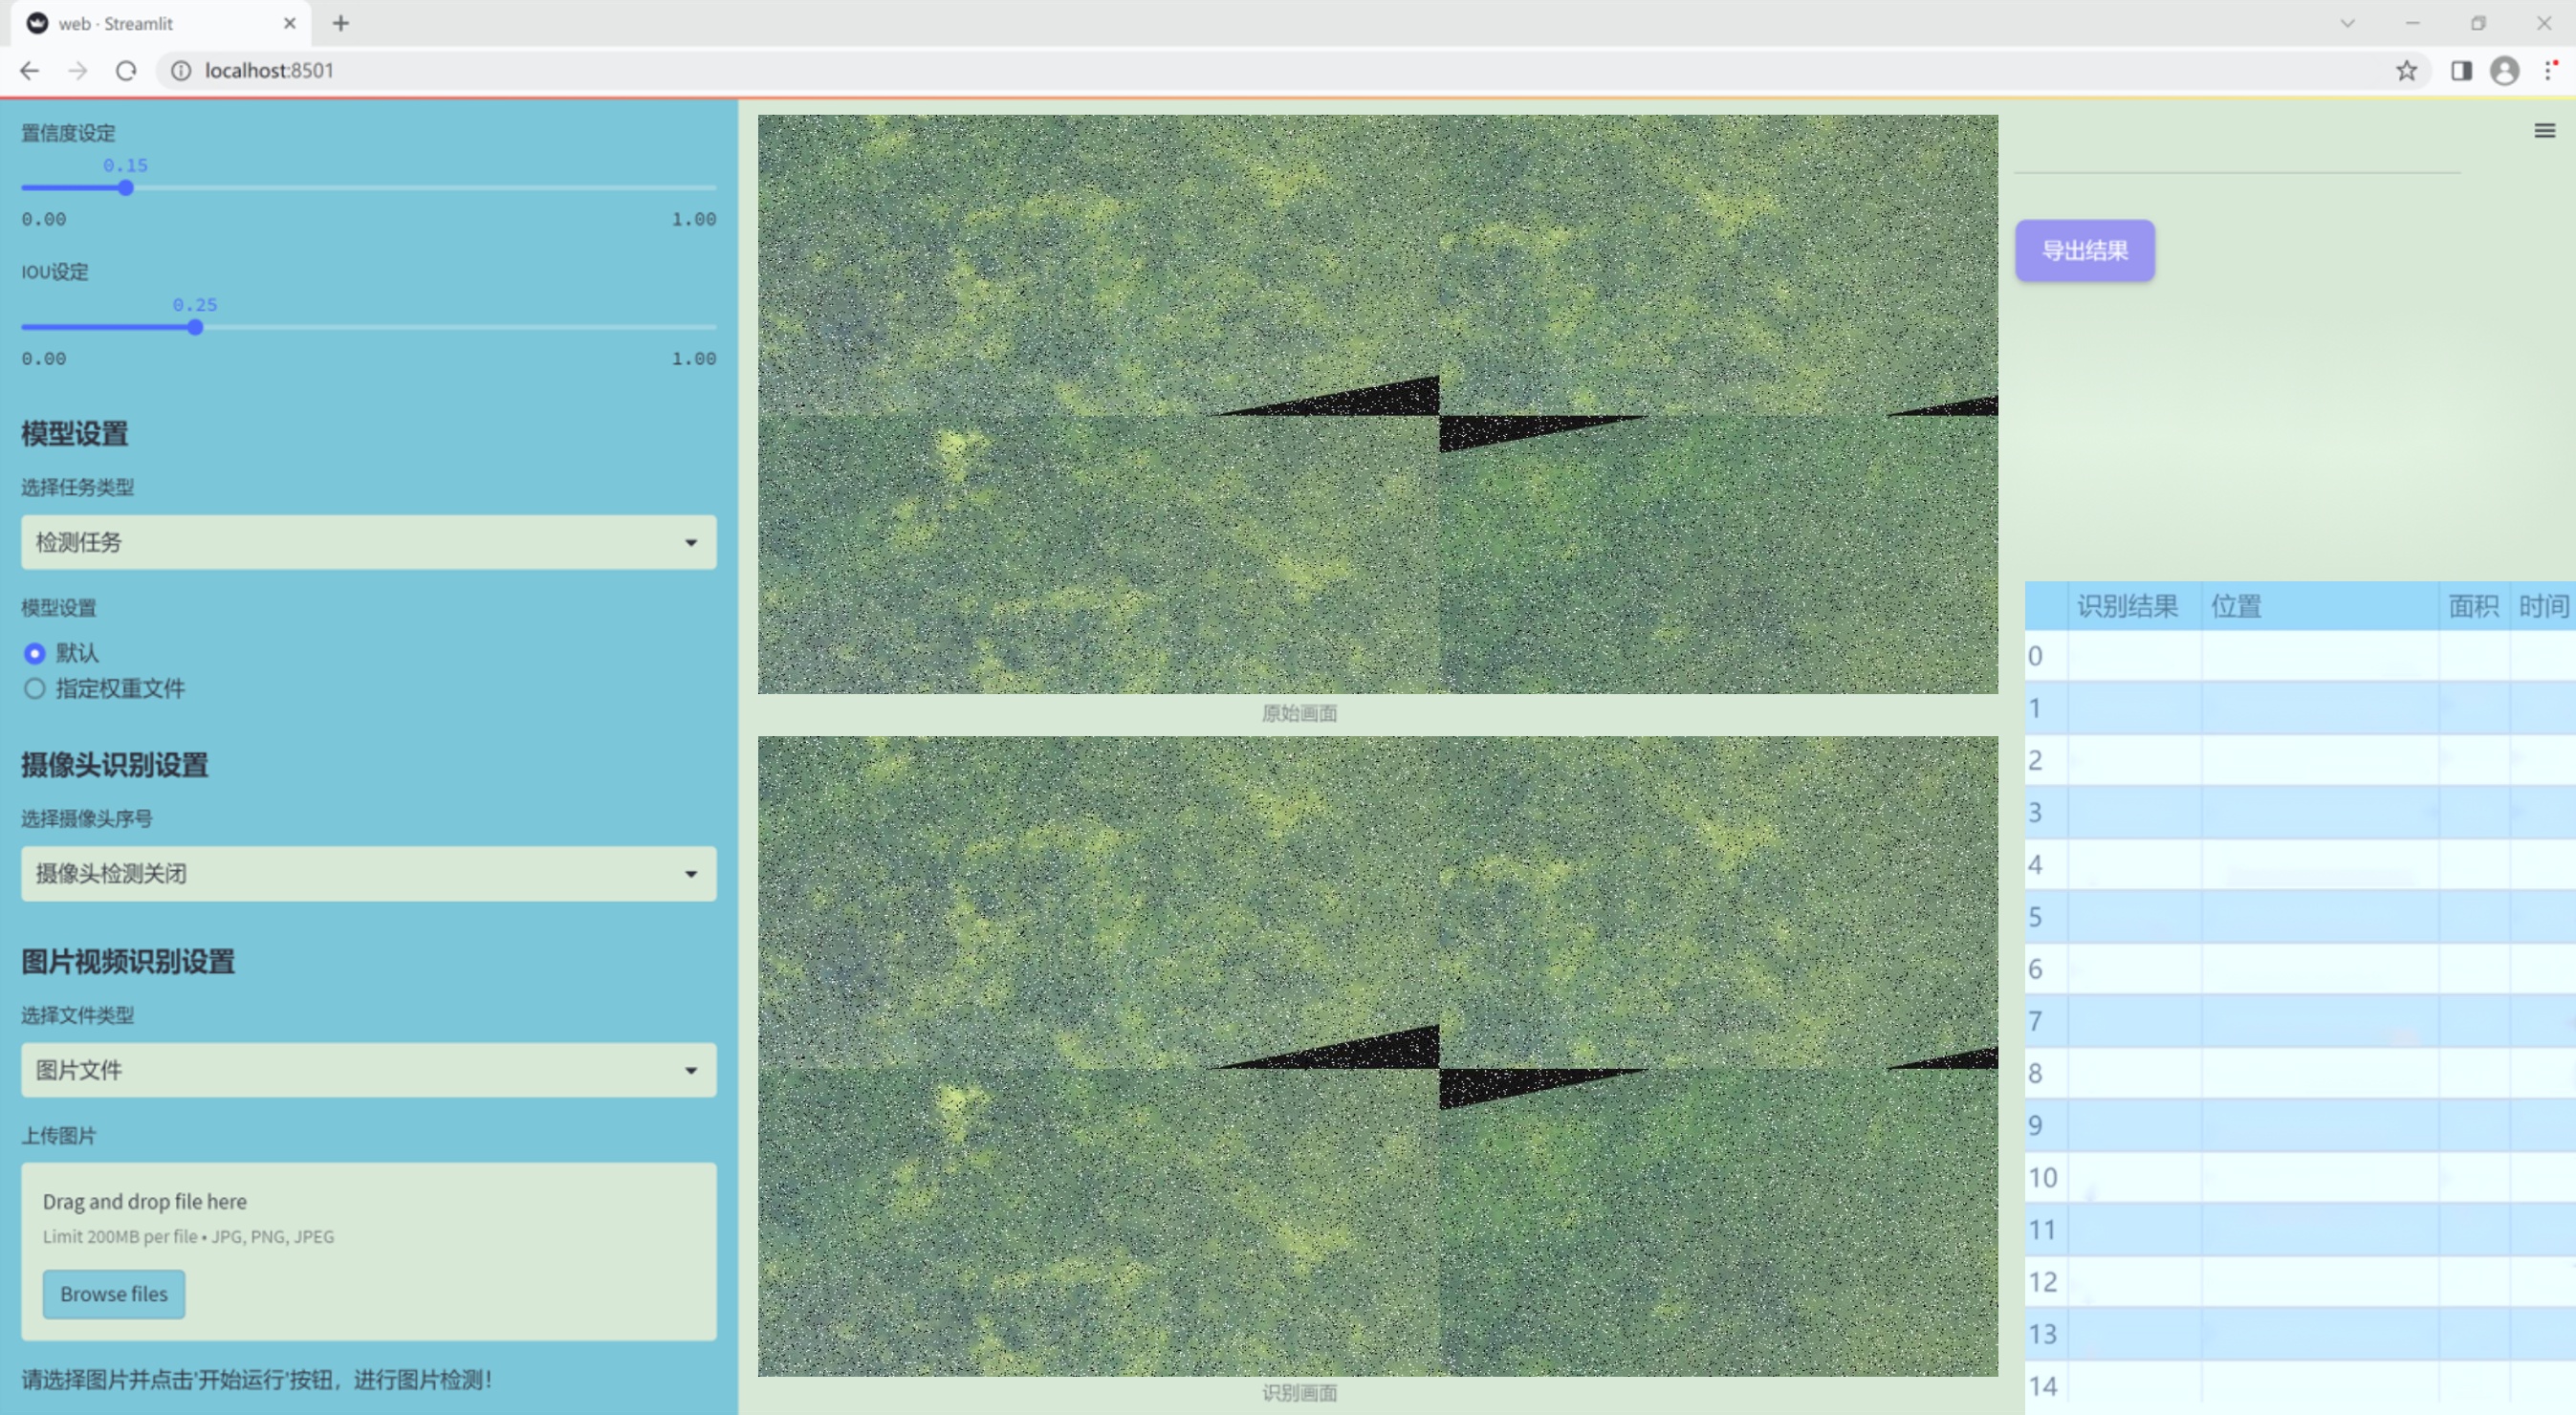 web · Streamlit
localhost:8501
置信度设定
0.15
0.00 1.00
IOU设定
0.25
0.00 1.00
模型设置
选择任务类型
检测任务
模型设置
默认
指定权重文件
摄像头识别设置
选择摄像头序号
摄像头检测关闭
图片视频识别设置
选择文件类型
图片文件
上传图片
Drag and drop file here
Limit 200MB per file • JPG, PNG, JPEG
Browse files
请选择图片并点击'开始运行'按钮，进行图片检测！
原始画面
识别画面
导出结果
识别结果 位置 面积 时间
0
1
2
3
4
5
6
7
8
9
10
11
12
13
14